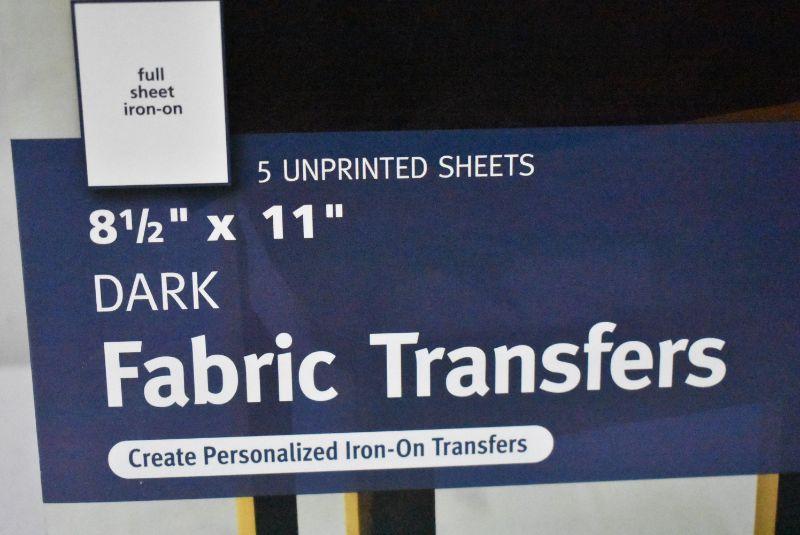 full
sheet
iron-on
5 UNPRINTED SHEETS
8½" x 11"
DARK
Fabric Transfers
Create Personalized Iron-On Transfers